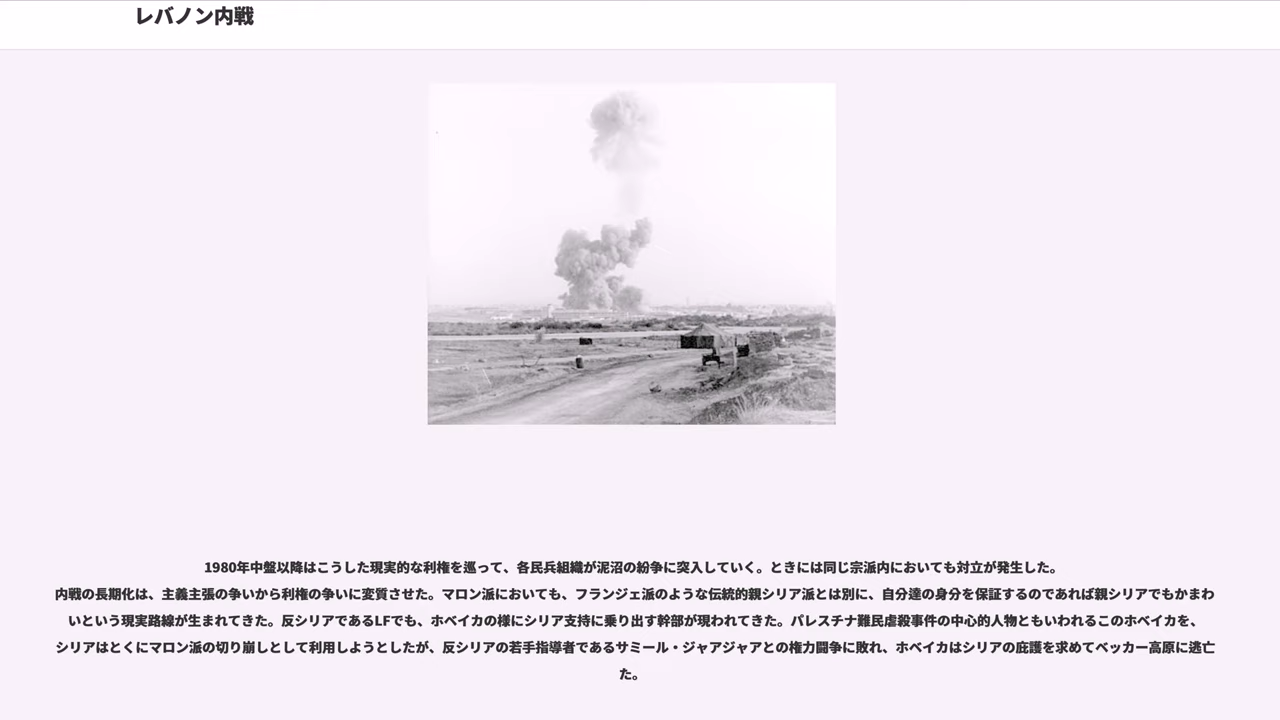 レバノン内戦
1980年中盤以降はこうした現実的な利権を巡って、各民兵組織が泥沼の紛争に突入していく。ときには同じ宗派内においても対立が発生した。
内戦の長期化は、主義主張の争いから利権の争いに変質させた。マロン派においても、フランジェ派のような伝統的親シリア派とは別に、自分達の身分を保証するのであれば親シリアでもかまわ
いという現実路線が生まれてきた。反シリアであるLFでも、ホベイカの様にシリア支持に乗り出す幹部が現われてきた。パレスチナ難民虐殺事件の中心的人物ともいわれるこのホベイカを、
シリアはとくにマロン派の切り崩しとして利用しようとしたが、反シリアの若手指導者であるサミール・ジャアジャアとの権力闘争に敗れ、ホベイカはシリアの庇護を求めてベッカー高原に逃亡
た。